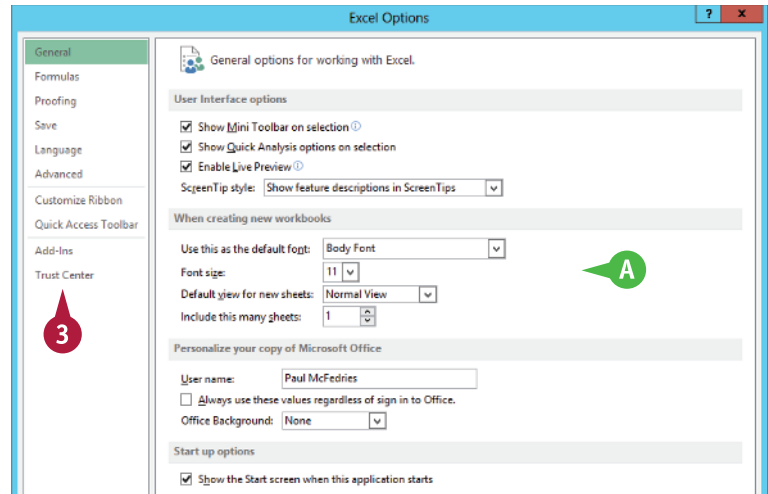 Excel Options
? x
General
Formulas
Proofing
Save
Language
Advanced
Customize Ribbon
Quick Access Toolbar
Add-Ins
Trust Center
3
General options for working with Excel.
User Interface options
Show Mini Toolbar on selection
Show Quick Analysis options on selection
Enable Live Preview
ScreenTip style: Show feature descriptions in ScreenTips
When creating new workbooks
Use this as the default font: Body Font
Font size: 11
Default view for new sheets: Normal View
Include this many sheets: 1
A
Personalize your copy of Microsoft Office
User name: Paul McFedries
Always use these values regardless of sign in to Office.
Office Background: None
Start up options
Show the Start screen when this application starts